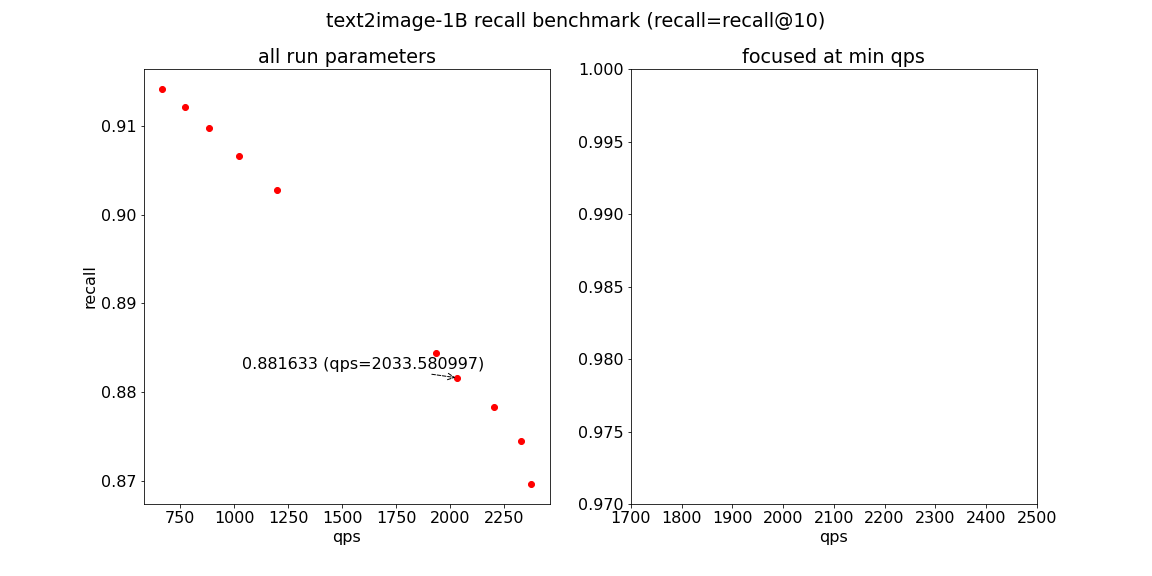 text2image-1B recall benchmark (recall=recall@10)
all run parameters
0.91
0.90
0.89
0.88
0.87
recall
0.881633 (qps=2033.580997)
750 1000 1250 1500 1750 2000 2250
qps
focused at min qps
1.000
0.995
0.990
0.985
0.980
0.975
0.970
1700 1800 1900 2000 2100 2200 2300 2400 2500
qps